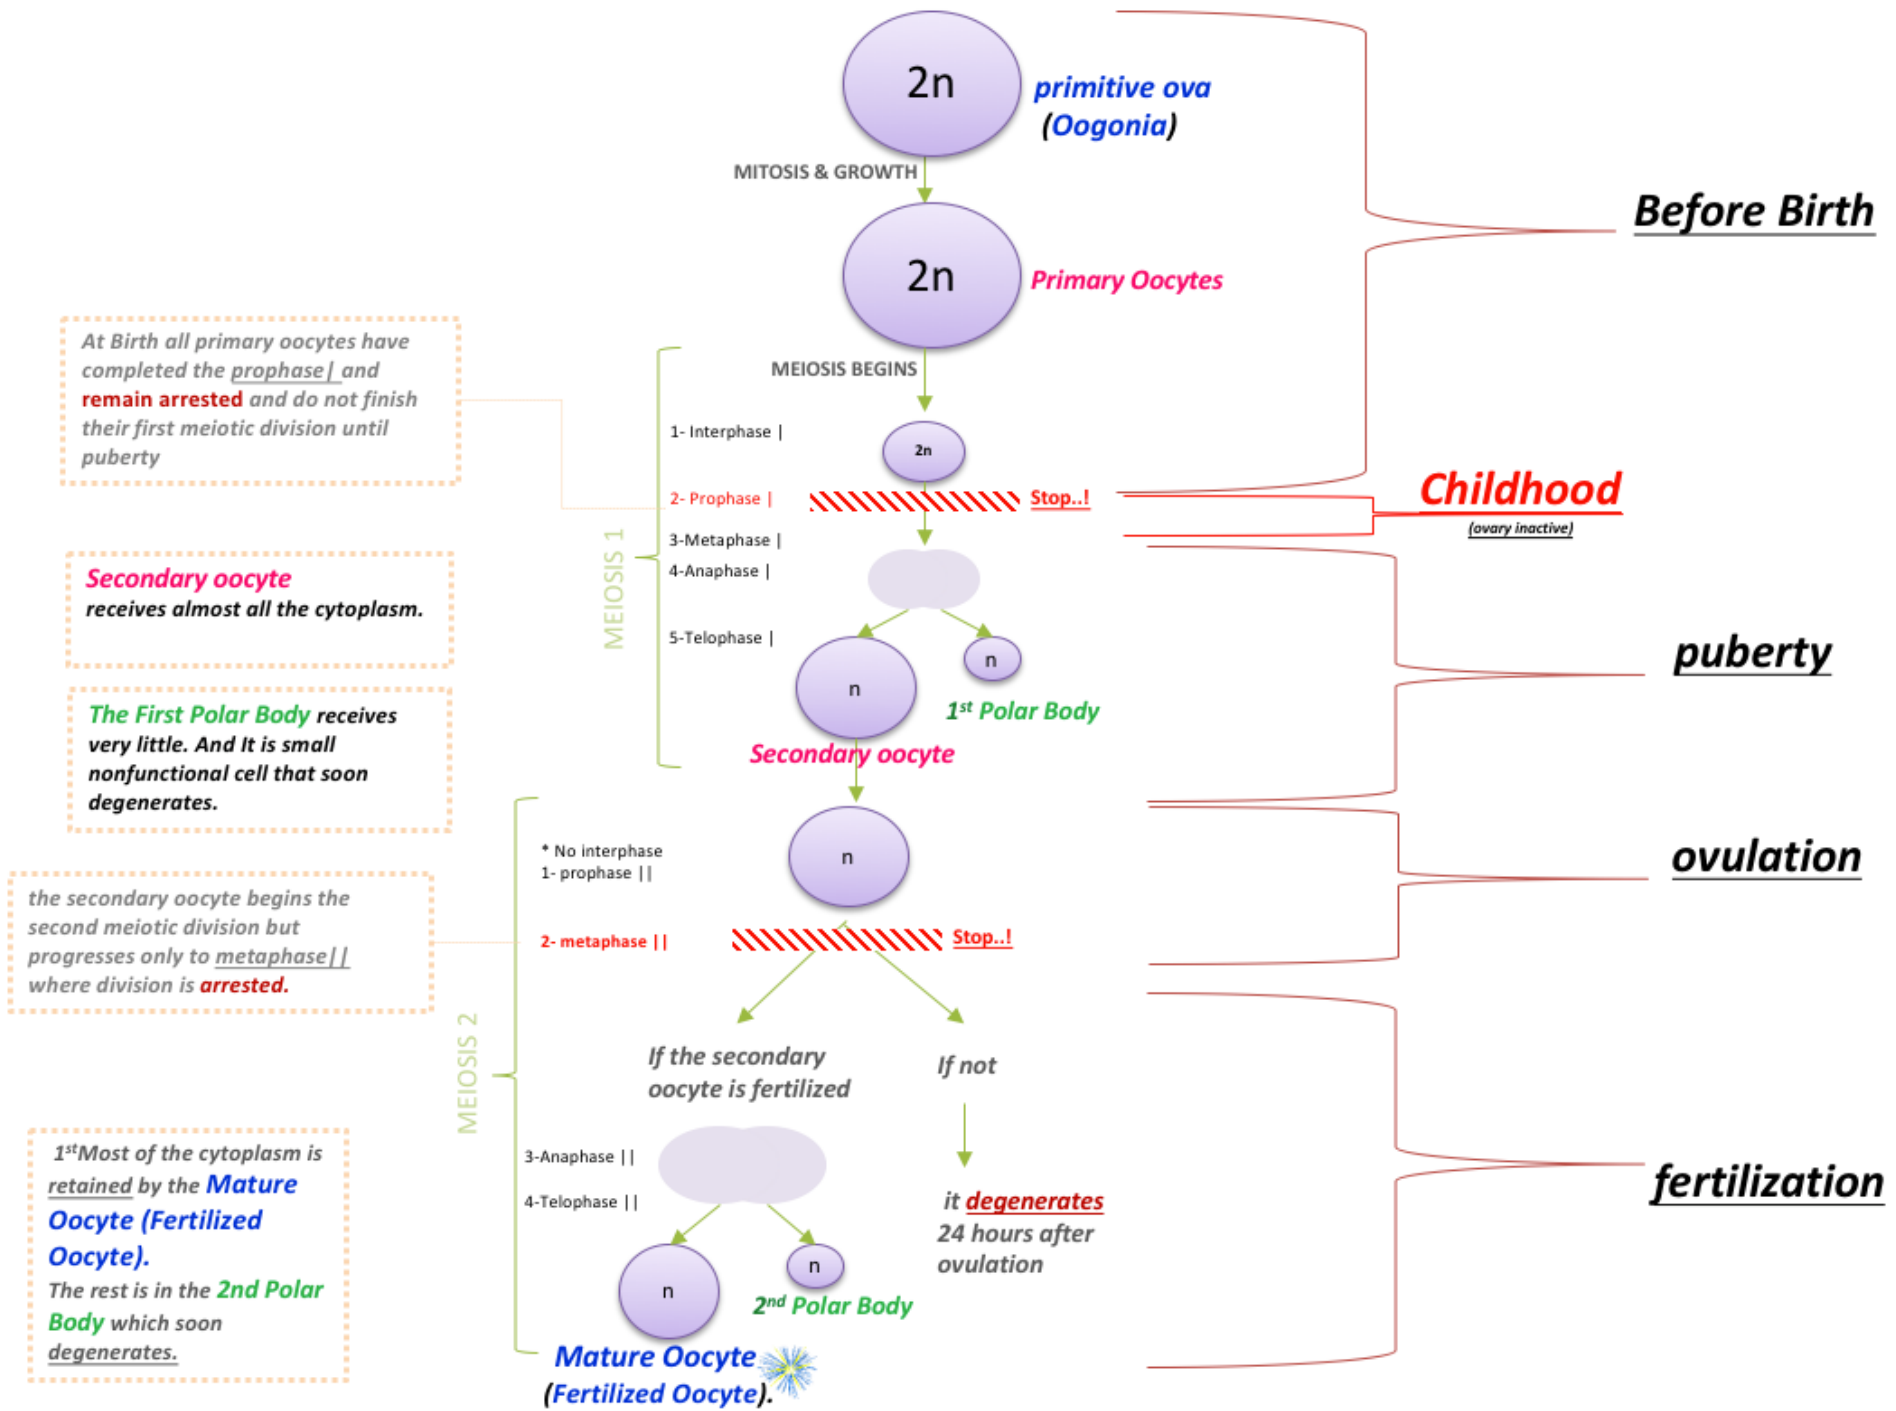 2n
primitive ova
(Oogonia)
MITOSIS & GROWTH
Before Birth
2n
Primary Oocytes
At Birth all primary oocytes have
completed the prophase| and
remain arrested and do not finish
their first meiotic division until
puberty
MEIOSIS BEGINS
MEIOSIS 1
1- Interphase |
2n
2- Prophase |
Stop..!
Childhood
(ovary inactive)
3-Metaphase |
4-Anaphase |
5-Telophase |
Secondary oocyte
receives almost all the cytoplasm.
n
n
1st Polar Body
Secondary oocyte
puberty
The First Polar Body receives
very little. And It is small
nonfunctional cell that soon
degenerates.
MEIOSIS 2
* No interphase
1- prophase ||
n
ovulation
2- metaphase ||
Stop..!
the secondary oocyte begins the
second meiotic division but
progresses only to metaphase||
where division is arrested.
If the secondary
oocyte is fertilized
If not
3-Anaphase ||
4-Telophase ||
it degenerates
24 hours after
ovulation
fertilization
1stMost of the cytoplasm is
retained by the Mature
Oocyte (Fertilized
Oocyte).
The rest is in the 2nd Polar
Body which soon
degenerates.
n
n
2nd Polar Body
Mature Oocyte
(Fertilized Oocyte).